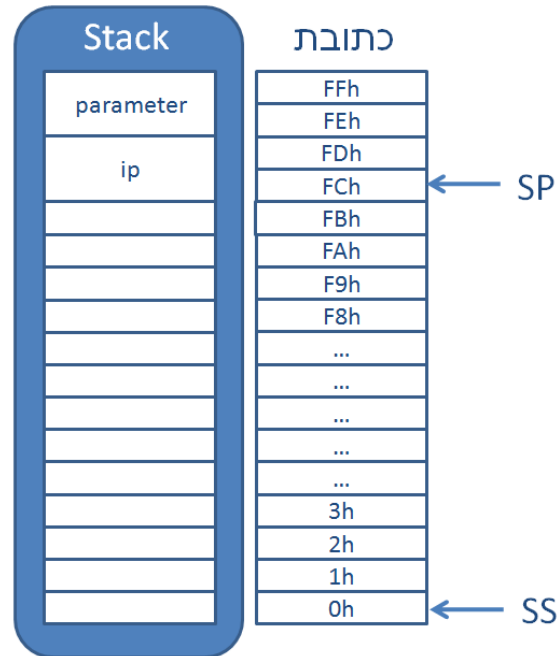 Stack
כתובת
parameter
ip
FFh
FEh
FDh
FCh
FBh
FAh
F9h
F8h
...
...
...
...
...
3h
2h
1h
0h
SP
SS